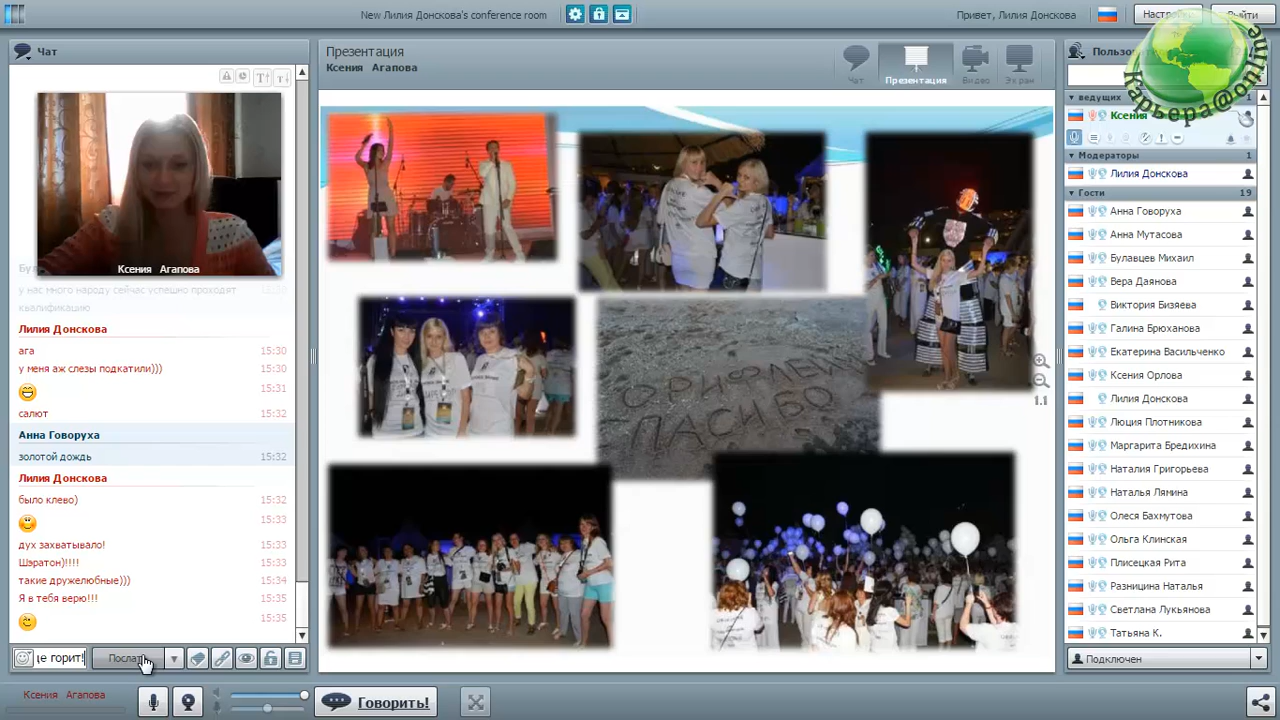 New Лилия Донскова's conference room
Привет, Лилия Донскова
Выйти
карьера@online
Чат
Ксения Агапова
у нас много народу сейчас успешно проходят
квалификацию
Лилия Донскова
ага 15:30
у меня аж слезы подкатили))) 15:30
15:31
салют 15:32
Анна Говоруха
золотой дождь 15:32
Лилия Донскова
было клево) 15:32
15:33
дух захватывало! 15:33
Шэратон)!!!! 15:33
такие дружелюбные))) 15:34
Я в тебя верю!!! 15:35
15:35
це горит!
Ксения Агапова
Говорить!
Презентация
Ксения Агапова
Чат
Презентация
Видео
Экран
СПАСИБО
1.1
ведущих 1
Ксения
Модераторы 1
Лилия Донскова
Гости 19
Анна Говоруха
Анна Мутасова
Булавцев Михаил
Вера Даянова
Виктория Бизяева
Галина Брюханова
Екатерина Васильченко
Ксения Орлова
Лилия Донскова
Люция Плотникова
Маргарита Бредихина
Наталия Григорьева
Наталья Лямина
Олеся Бахмутова
Ольга Клинская
Плисецкая Рита
Разницина Наталья
Светлана Лукьянова
Татьяна К.
Подключен